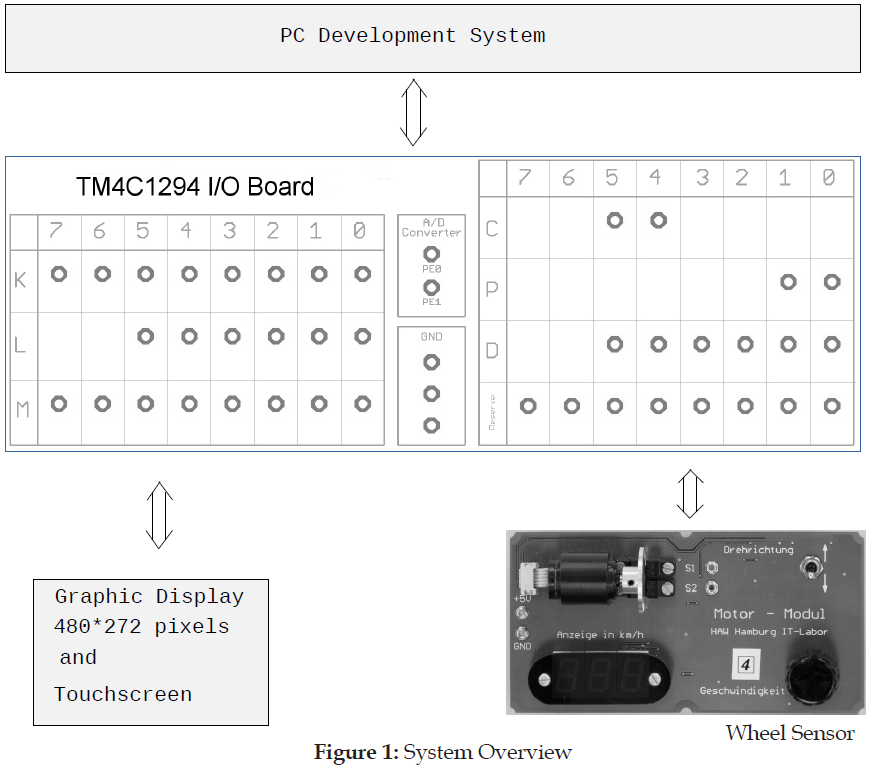 PC Development System
TM4C1294 I/O Board
7 6 5 4 3 2 1 0
K
L
M
A/D
Converter
PE0
PE1
GND
7 6 5 4 3 2 1 0
C
P
D
Reserve
Graphic Display
480*272 pixels
and
Touchscreen
Drehrichtung
S1
S2
+5V
GND
Motor - Modul
HAW Hamburg IT-Labor
Anzeige in km/h
4
Geschwindigkeit
Wheel Sensor
Figure 1: System Overview